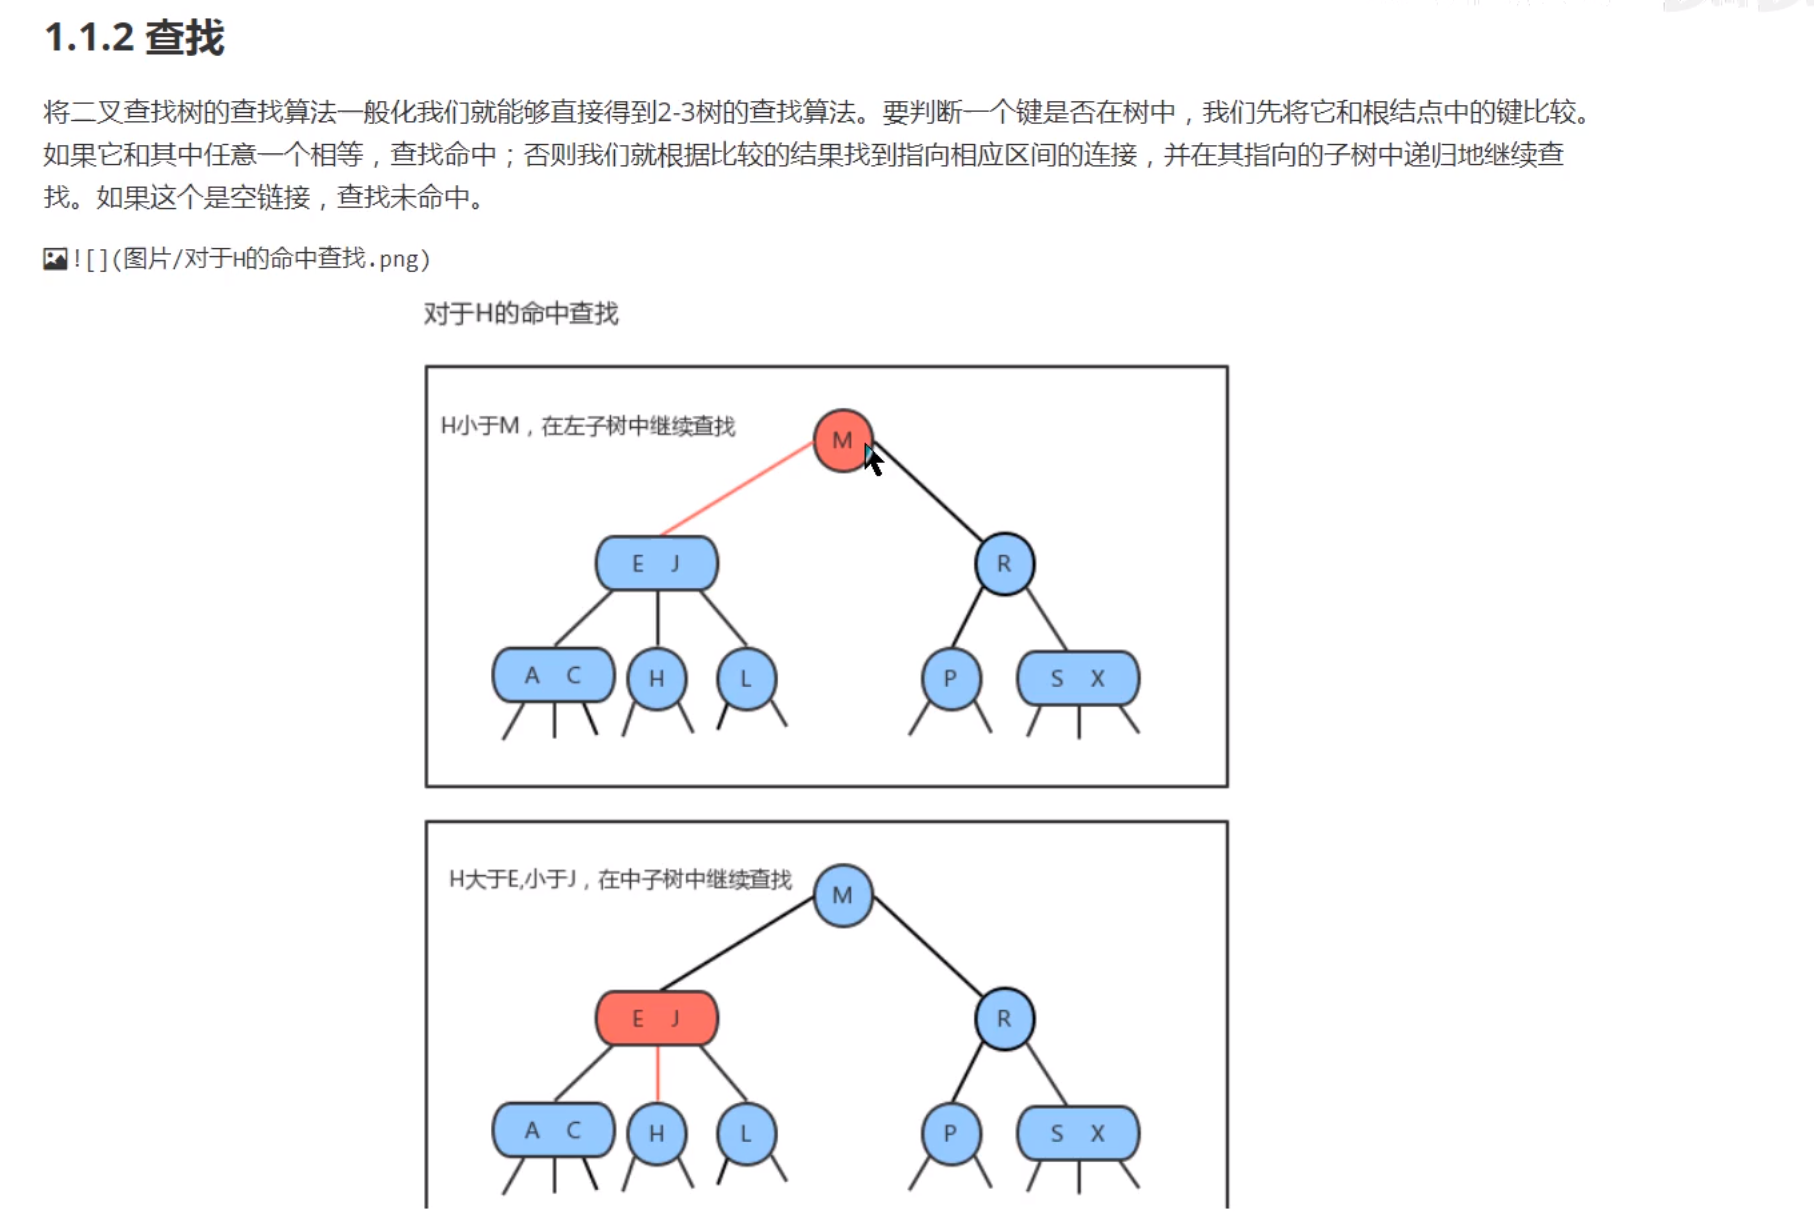 1.1.2 查找
将二叉查找树的查找算法一般化我们就能够直接得到2-3树的查找算法。要判断一个键是否在树中，我们先将它和根结点中的键比较。
如果它和其中任意一个相等，查找命中；否则我们就根据比较的结果找到指向相应区间的连接，并在其指向的子树中递归地继续查
找。如果这个是空链接，查找未命中。
![](图片/对于H的命中查找.png)
对于H的命中查找
H小于M，在左子树中继续查找
M
E J
R
A C
H
L
P
S X
H大于E,小于J，在中子树中继续查找
M
E J
R
A C
H
L
P
S X